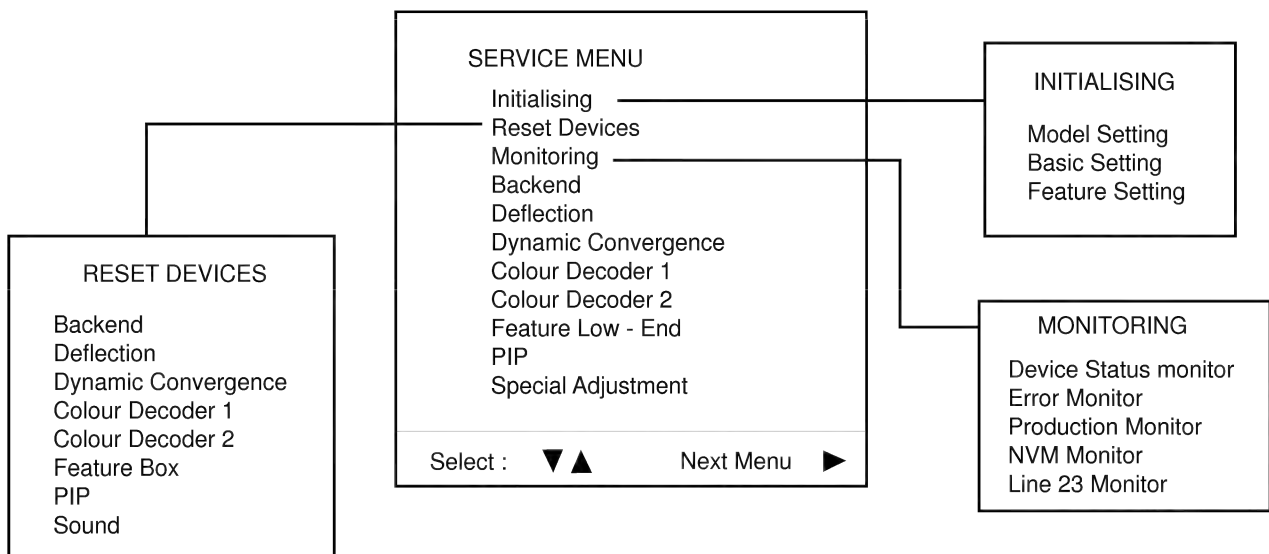 SERVICE MENU
Initialising
Reset Devices
Monitoring
Backend
Deflection
Dynamic Convergence
Colour Decoder 1
Colour Decoder 2
Feature Low - End
PIP
Special Adjustment
Select : ▼▲ Next Menu ▶
INITIALISING
Model Setting
Basic Setting
Feature Setting
RESET DEVICES
Backend
Deflection
Dynamic Convergence
Colour Decoder 1
Colour Decoder 2
Feature Box
PIP
Sound
MONITORING
Device Status monitor
Error Monitor
Production Monitor
NVM Monitor
Line 23 Monitor